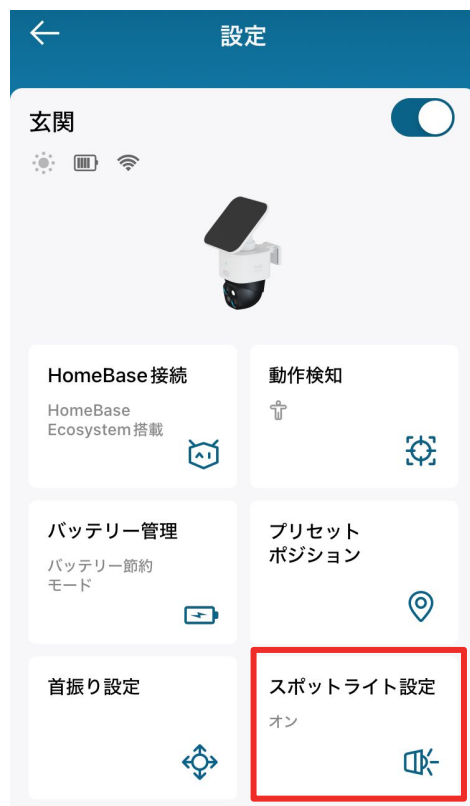 設定
玄関
HomeBase接続
HomeBase
Ecosystem搭載
動作検知
バッテリー管理
バッテリー節約
モード
プリセット
ポジション
首振り設定
スポットライト設定
オン